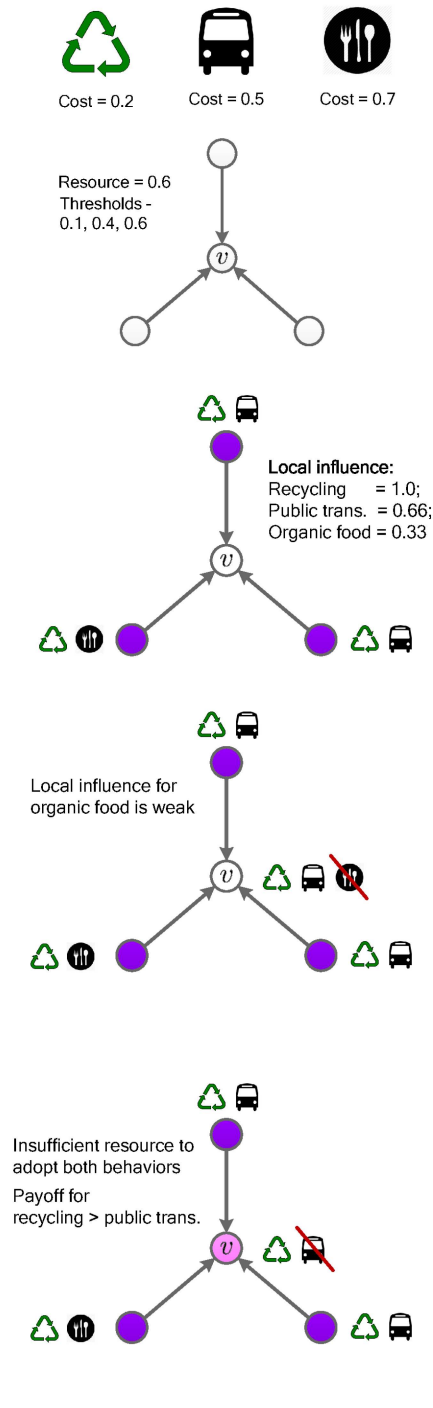 Cost = 0.2
Cost = 0.5
Cost = 0.7
Resource = 0.6
Thresholds -
0.1, 0.4, 0.6
v
Local influence:
Recycling = 1.0;
Public trans. = 0.66;
Organic food = 0.33
v
Local influence for
organic food is weak
v
Insufficient resource to
adopt both behaviors
Payoff for
recycling > public trans.
v